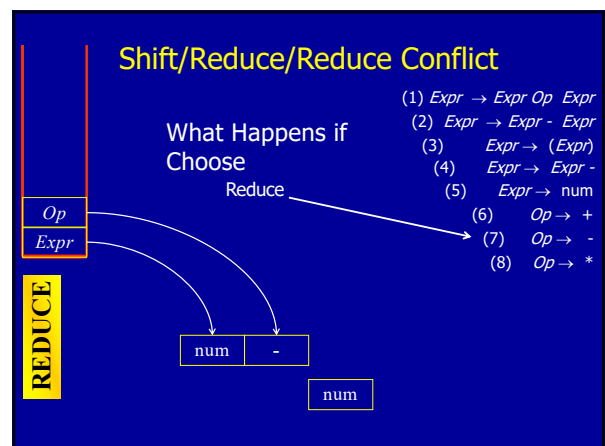 Shift/Reduce/Reduce Conflict
What Happens if
Choose
Reduce
(1) Expr → Expr Op Expr
(2) Expr → Expr - Expr
(3) Expr → (Expr)
(4) Expr → Expr -
(5) Expr → num
(6) Op → +
(7) Op → -
(8) Op → *
Op
Expr
REDUCE
num -
num